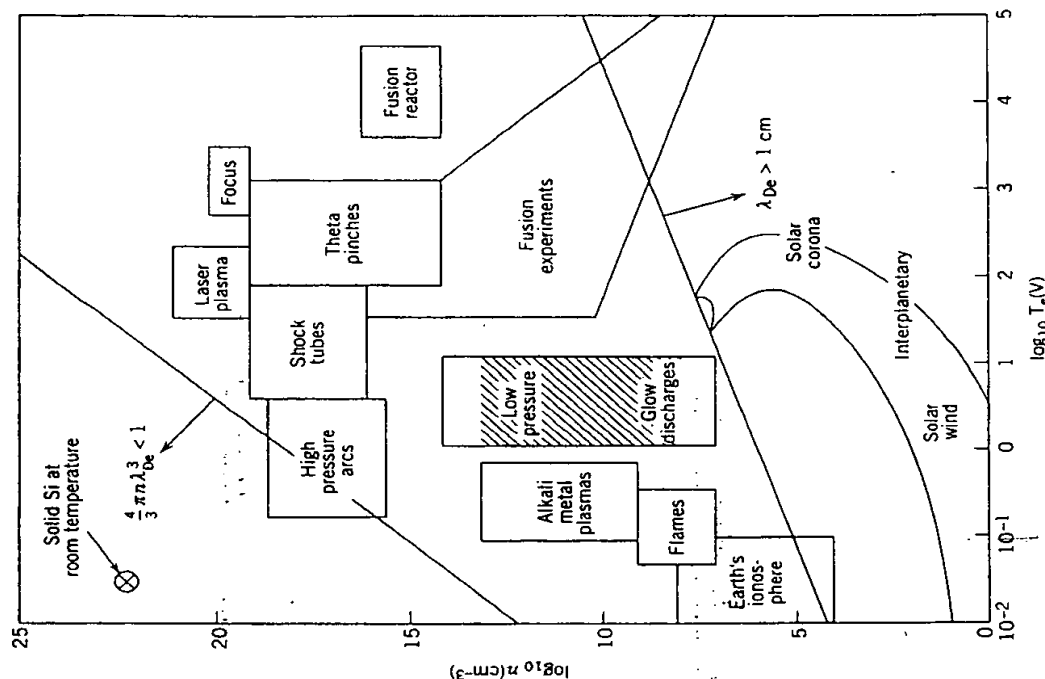 25
20
15
10
5
0
log₁₀ n(cm⁻³)
Solid Si at
room temperature
4/3 πnλ³De < 1
Laser
plasma
Focus
High
pressure
arcs
Shock
tubes
Theta
pinches
Fusion
reactor
Alkali
metal
plasmas
Low
pressure
Fusion
experiments
Flames
Glow
discharges
Earth's
ionos-
phere
λDe > 1 cm
Solar
corona
Solar
wind
Interplanetary
10⁻²
10⁻¹
0
1
2
3
4
5
log₁₀ Te(V)